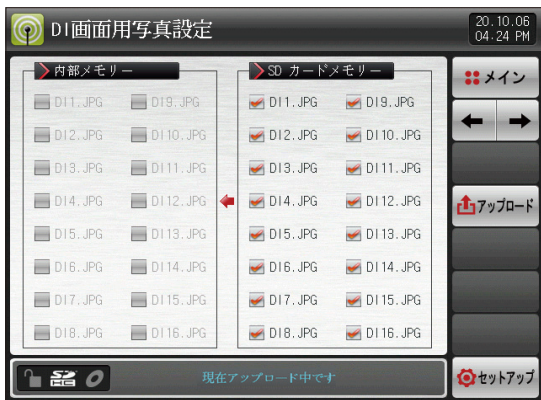 DI画面用写真設定
20.10.06
04:24 PM
内部メモリー
DI1.JPG DI9.JPG
DI2.JPG DI10.JPG
DI3.JPG DI11.JPG
DI4.JPG DI12.JPG
DI5.JPG DI13.JPG
DI6.JPG DI14.JPG
DI7.JPG DI15.JPG
DI8.JPG DI16.JPG
SD カードメモリー
DI1.JPG DI9.JPG
DI2.JPG DI10.JPG
DI3.JPG DI11.JPG
DI4.JPG DI12.JPG
DI5.JPG DI13.JPG
DI6.JPG DI14.JPG
DI7.JPG DI15.JPG
DI8.JPG DI16.JPG
メイン
アップロード
セットアップ
SD
HC
現在アップロード中です